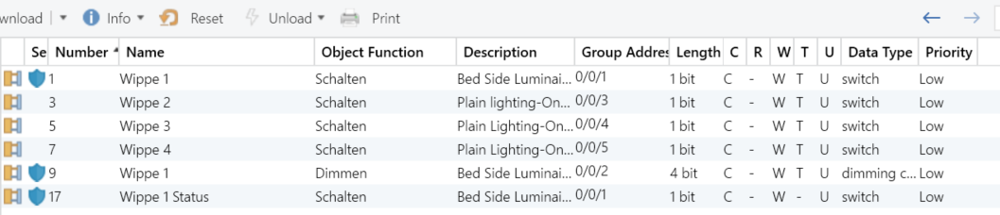 wnload Info Reset Unload Print
Se Number Name Object Function Description Group Addres Length C R W T U Data Type Priority
1 Wippe 1 Schalten Bed Side Luminai... 0/0/1 1 bit C - W T U switch Low
3 Wippe 2 Schalten Plain lighting-On... 0/0/3 1 bit C - W T U switch Low
5 Wippe 3 Schalten Plain Lighting-On... 0/0/4 1 bit C - W T U switch Low
7 Wippe 4 Schalten Plain Lighting-On... 0/0/5 1 bit C - W T U switch Low
9 Wippe 1 Dimmen Bed Side Luminai... 0/0/2 4 bit C - W T U dimming c... Low
17 Wippe 1 Status Schalten Bed Side Luminai... 0/0/1 1 bit C - W - U switch Low